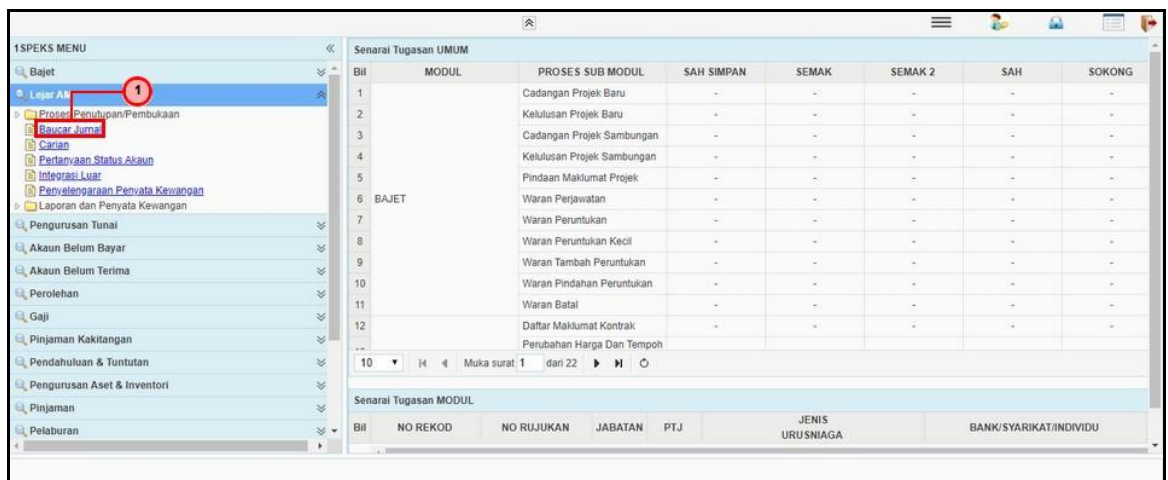 1SPEKS MENU
Bajet
Lejar AM
1
Proses Penutupan/Pembukaan
Baucar Jurnal
Carian
Pertanyaan Status Akaun
Integrasi Luar
Penyelengaraan Penyata Kewangan
Laporan dan Penyata Kewangan
Pengurusan Tunai
Akaun Belum Bayar
Akaun Belum Terima
Perolehan
Gaji
Pinjaman Kakitangan
Pendahuluan & Tuntutan
Pengurusan Aset & Inventori
Pinjaman
Pelaburan
Senarai Tugasan UMUM
Bil MODUL PROSES SUB MODUL SAH SIMPAN SEMAK SEMAK 2 SAH SOKONG
1 Cadangan Projek Baru - - - - -
2 Kelulusan Projek Baru - - - - -
3 Cadangan Projek Sambungan - - - - -
4 Kelulusan Projek Sambungan - - - - -
5 Pindaan Maklumat Projek - - - - -
6 BAJET Waran Perjawatan - - - - -
7 Waran Peruntukan - - - - -
8 Waran Peruntukan Kecil - - - - -
9 Waran Tambah Peruntukan - - - - -
10 Waran Pindahan Peruntukan - - - - -
11 Waran Batal - - - - -
12 Daftar Maklumat Kontrak - - - - -
Perubahan Harga Dan Tempoh
10 Muka surat 1 dari 22
Senarai Tugasan MODUL
Bil NO REKOD NO RUJUKAN JABATAN PTJ JENIS URUSNIAGA BANK/SYARIKAT/INDIVIDU